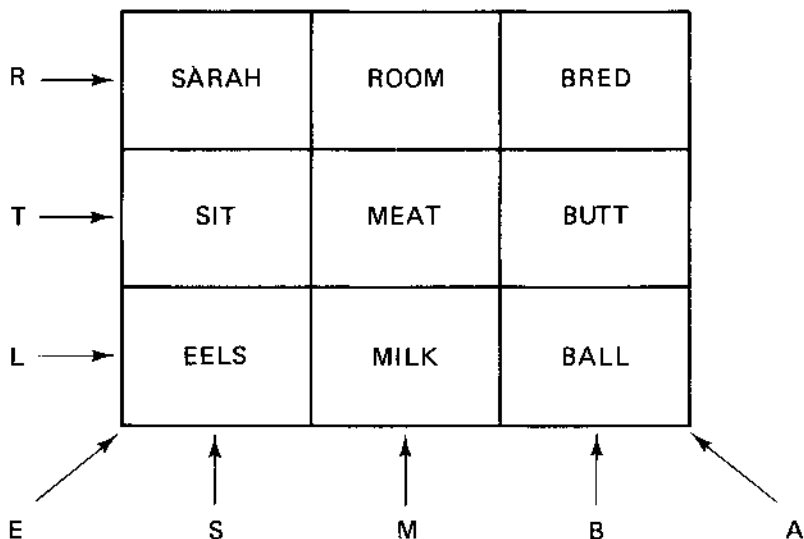 R SARAH ROOM BRED
T SIT MEAT BUTT
L EELS MILK BALL
E S M B A